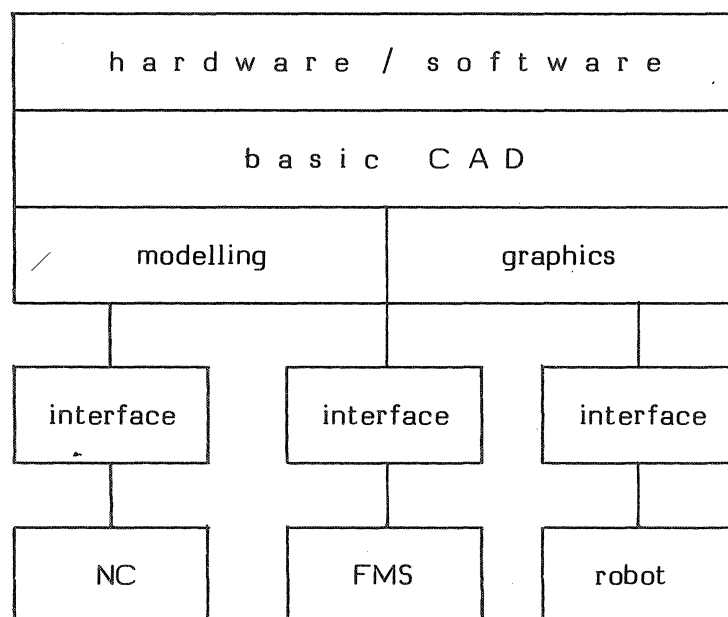 hardware / software
basic CAD
modelling graphics
interface interface interface
NC FMS robot